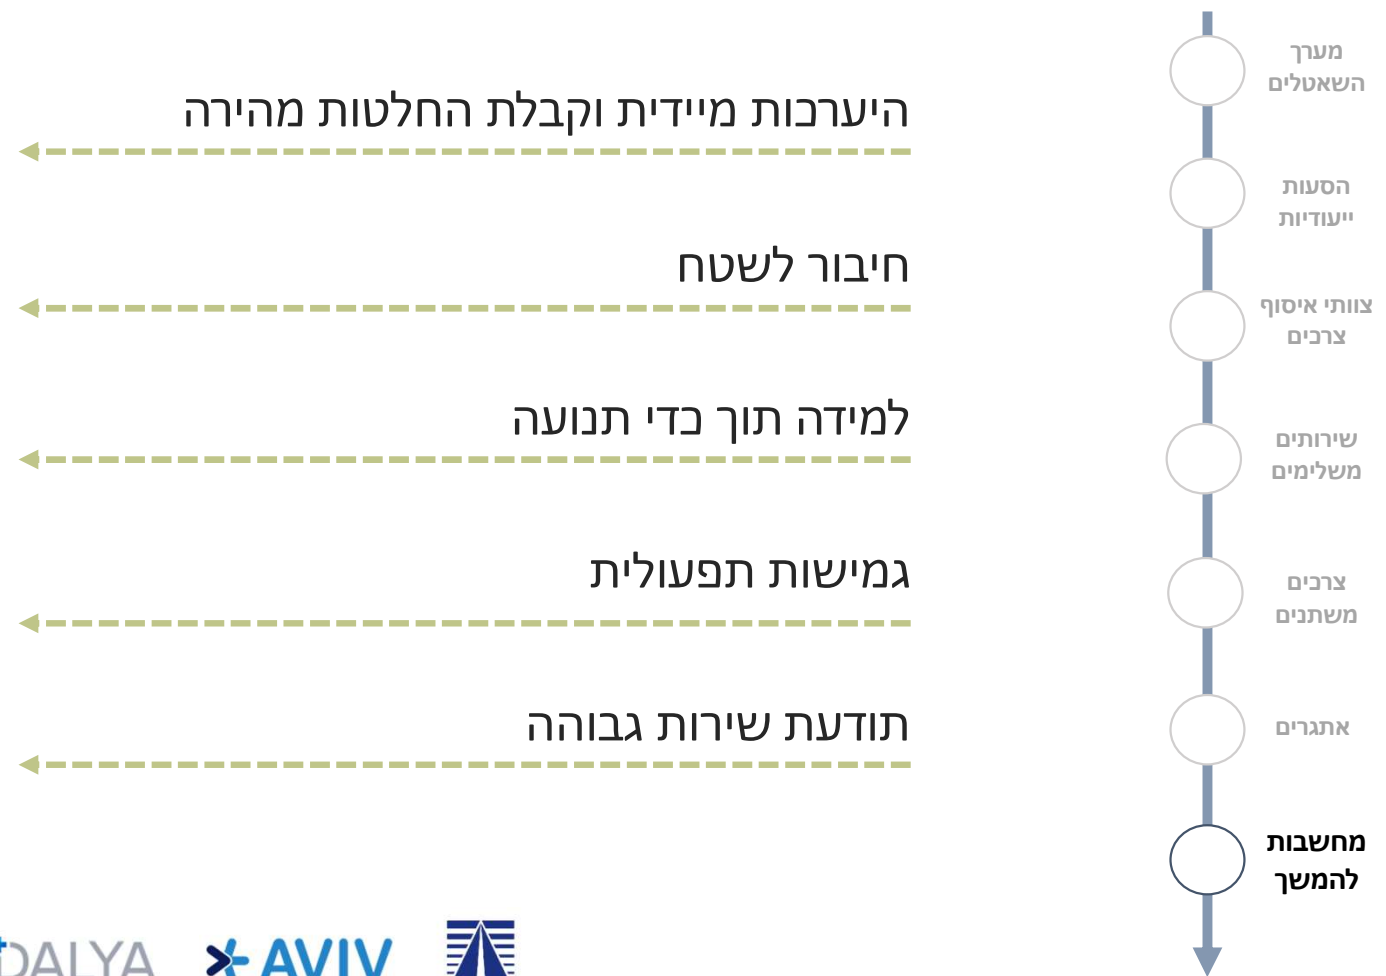 היערכות מיידית וקבלת החלטות מהירה
חיבור לשטח
למידה תוך כדי תנועה
גמישות תפעולית
תודעת שירות גבוהה
מערך
השאטלים
הסעות
ייעודיות
צוותי איסוף
צרכים
שירותים
משלימים
צרכים
משתנים
אתגרים
מחשבות
להמשך
DALYA
AVIV